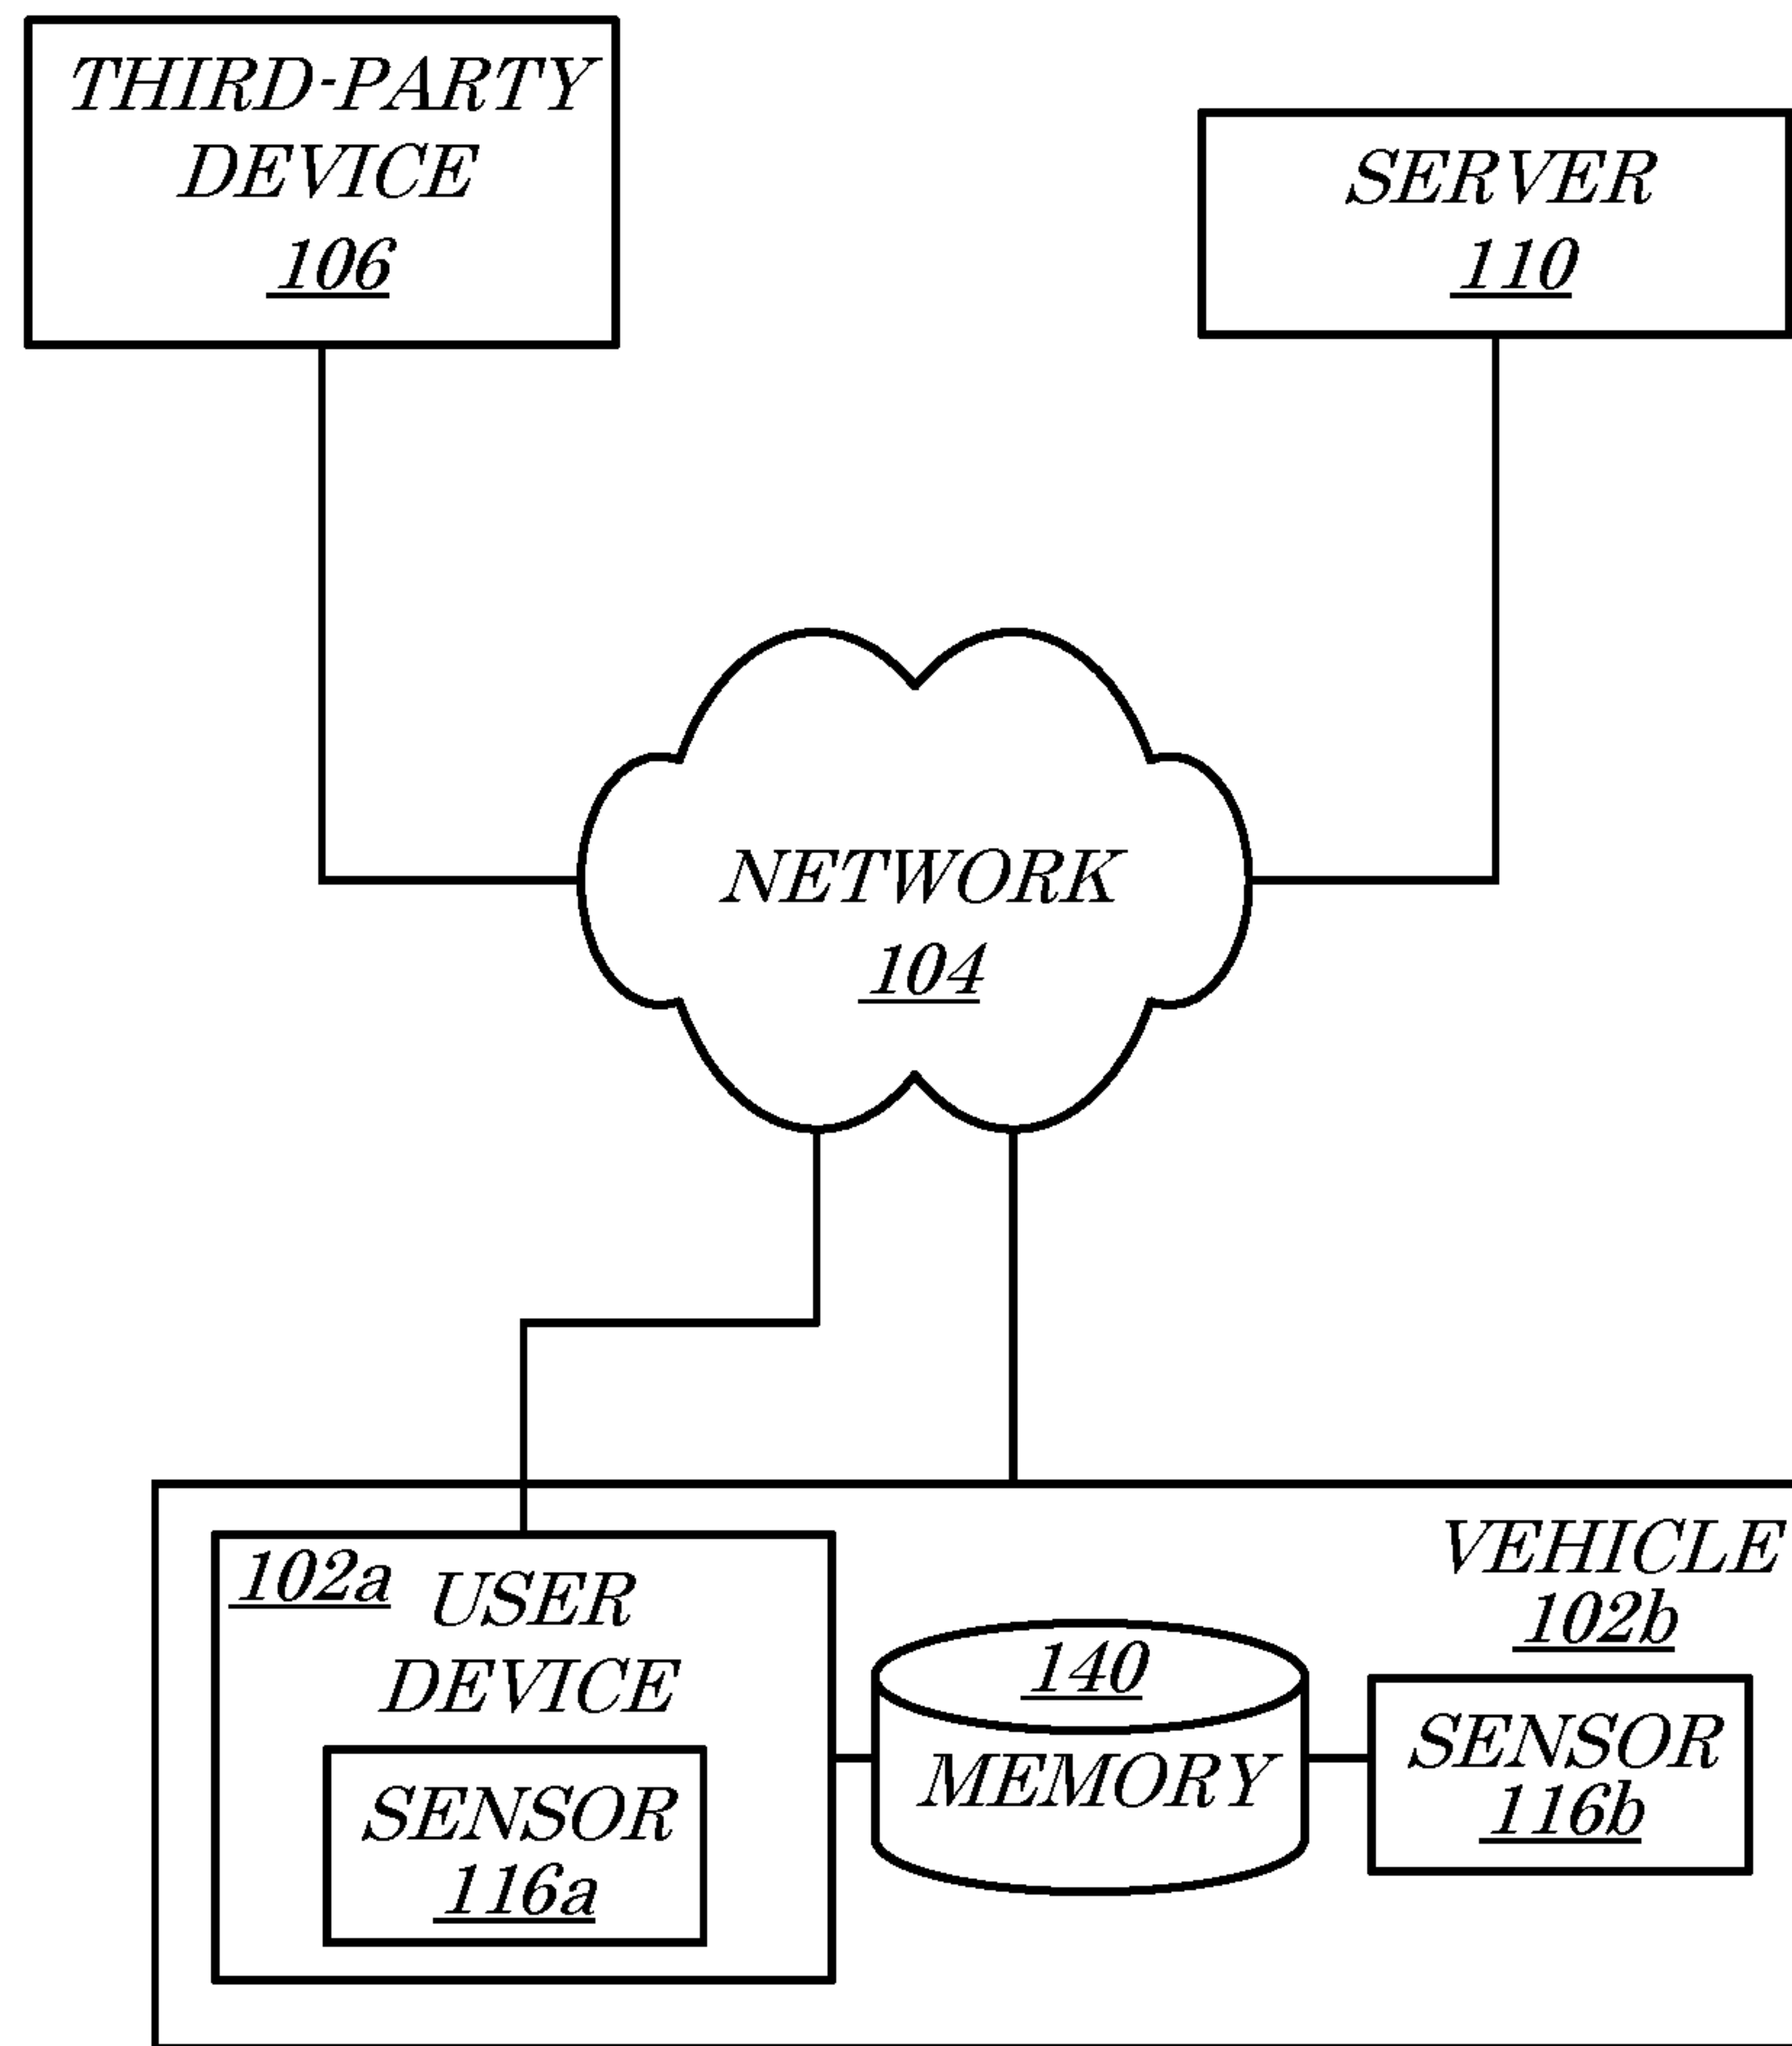 THIRD-PARTY
DEVICE
106
SERVER
110
NETWORK
104
102a
USER
DEVICE
SENSOR
116a
140
MEMORY
VEHICLE
102b
SENSOR
116b